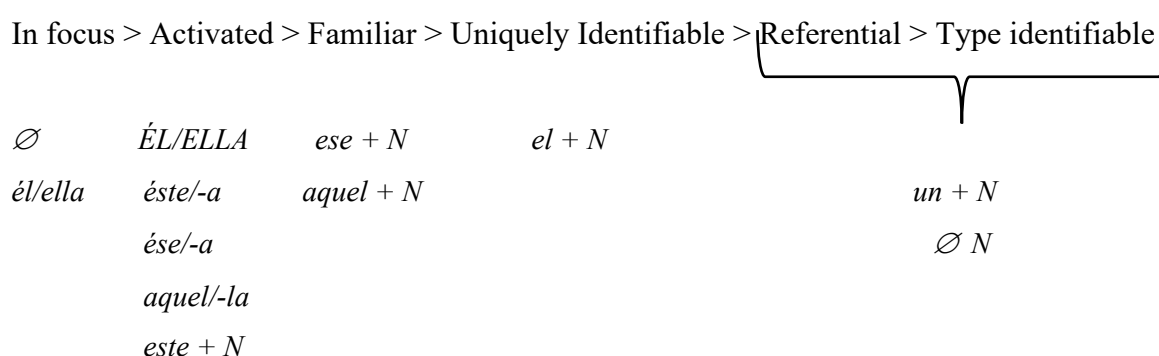 In focus > Activated > Familiar > Uniquely Identifiable > Referential > Type identifiable
∅ ÉL/ELLA ese + N el + N
él/ella éste/-a aquel + N un + N
ése/-a ∅ N
aquel/-la
este + N